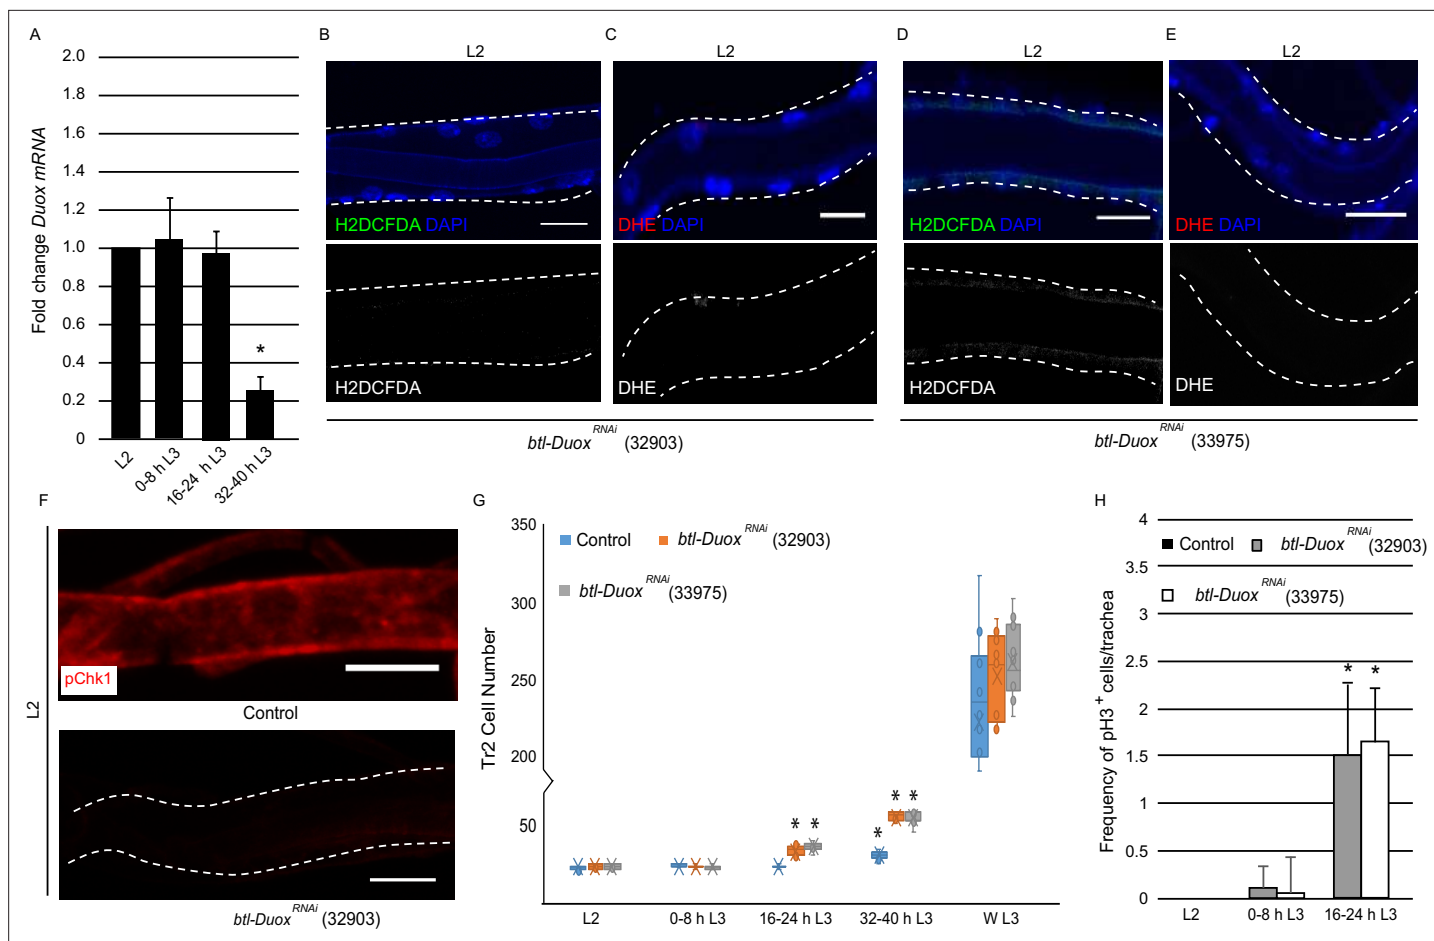 A
2.0
1.8
1.6
1.4
1.2
1.0
0.8
0.6
0.4
0.2
0
Fold change Duox mRNA
*
L2
0-8 h L3
16-24 h L3
32-40 h L3
B
L2
H2DCFDA DAPI
H2DCFDA
C
DHE DAPI
DHE
btl-Duox RNAi (32903)
D
L2
H2DCFDA DAPI
H2DCFDA
E
L2
DHE DAPI
DHE
btl-Duox RNAi (33975)
F
L2
pChk1
Control
btl-Duox RNAi (32903)
G
350
300
250
200
50
Tr2 Cell Number
Control
btl-Duox RNAi (32903)
btl-Duox RNAi (33975)
* *
* * *
L2
0-8 h L3
16-24 h L3
32-40 h L3
W L3
H
4
3.5
3
2.5
2
1.5
1
0.5
0
Frequency of pH3 + cells/trachea
Control
btl-Duox RNAi (32903)
btl-Duox RNAi (33975)
* *
L2
0-8 h L3
16-24 h L3